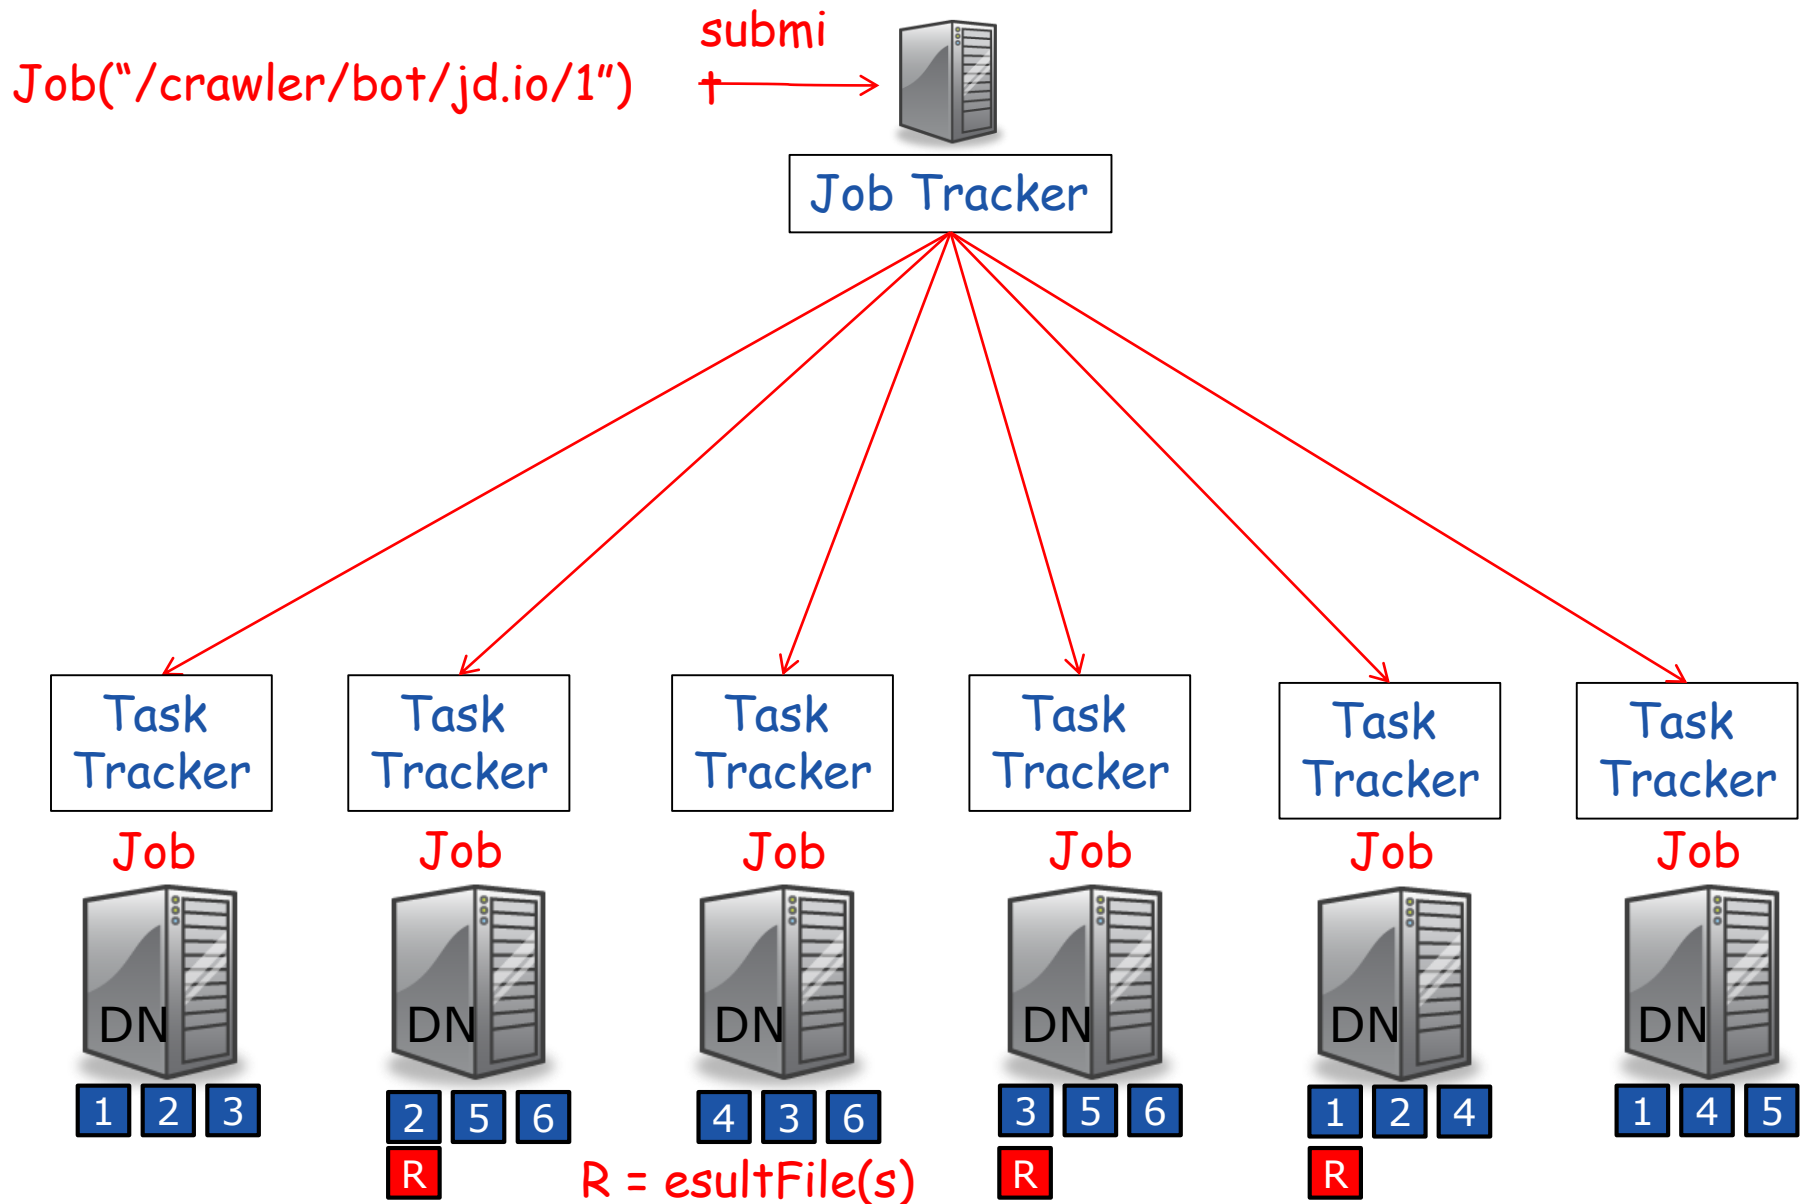 submi
Job(“/crawler/bot/jd.io/1”) t
Job Tracker
Task Tracker
Task Tracker
Task Tracker
Task Tracker
Task Tracker
Task Tracker
Job Job Job Job Job Job
DN DN DN DN DN DN
1 2 3
2 5 6
4 3 6
3 5 6
1 2 4
1 4 5
R
R = esultFile(s)
R
R